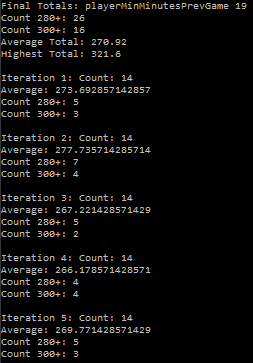 Final Totals: playerMinMinutesPrevGame 19
Count 280+: 26
Count 300+: 16
Average Total: 270.92
Highest Total: 321.6
Iteration 1: Count: 14
Average: 273.692857142857
Count 280+: 5
Count 300+: 3
Iteration 2: Count: 14
Average: 277.735714285714
Count 280+: 7
Count 300+: 4
Iteration 3: Count: 14
Average: 267.221428571429
Count 280+: 5
Count 300+: 2
Iteration 4: Count: 14
Average: 266.178571428571
Count 280+: 4
Count 300+: 4
Iteration 5: Count: 14
Average: 269.771428571429
Count 280+: 5
Count 300+: 3